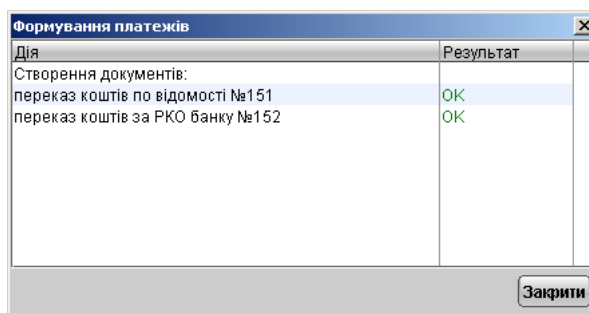 Формування платежів
Дія Результат
Створення документів:
переказ коштів по відомості №151 OK
переказ коштів за РКО банку №152 OK
Закрити